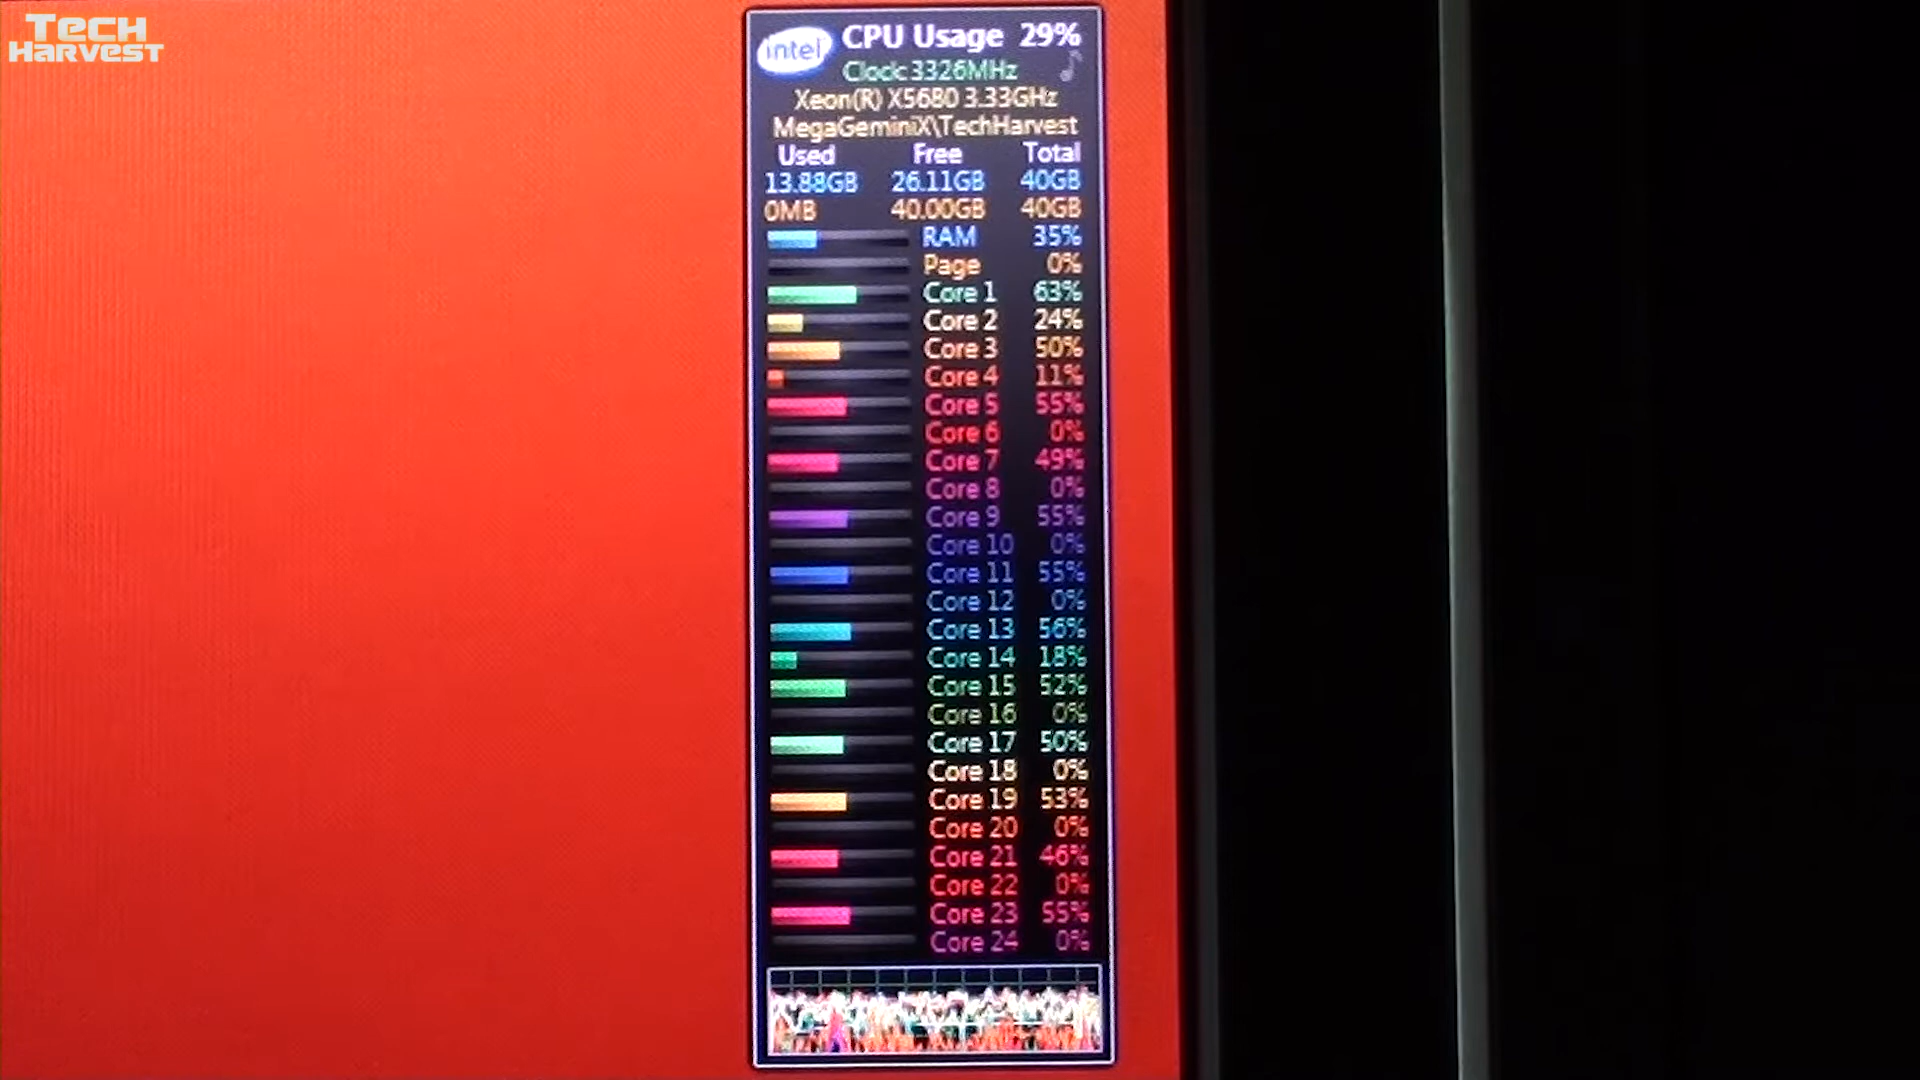 TECH
HARVEST
intel
CPU Usage 29%
Clock: 3326MHz
Xeon(R) X5680 3.33GHz
MegaGeminiX\TechHarvest
Used Free Total
13.88GB 26.11GB 40GB
0MB 40.00GB 40GB
RAM 35%
Page 0%
Core 1 63%
Core 2 24%
Core 3 50%
Core 4 11%
Core 5 55%
Core 6 0%
Core 7 49%
Core 8 0%
Core 9 55%
Core 10 0%
Core 11 55%
Core 12 0%
Core 13 56%
Core 14 18%
Core 15 52%
Core 16 0%
Core 17 50%
Core 18 0%
Core 19 53%
Core 20 0%
Core 21 46%
Core 22 0%
Core 23 55%
Core 24 0%